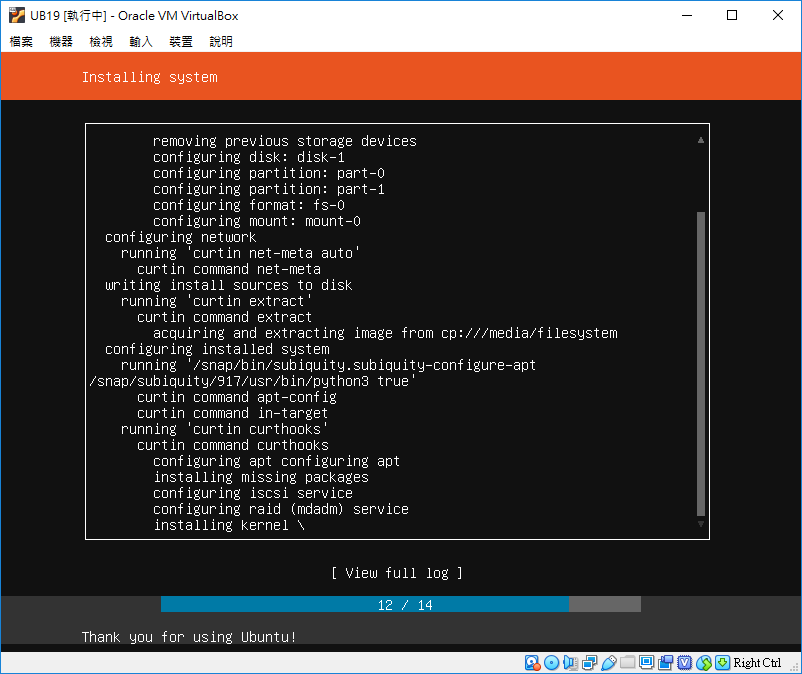 UB19 [執行中] - Oracle VM VirtualBox
檔案 機器 檢視 輸入 裝置 說明
Installing system
removing previous storage devices
configuring disk: disk-1
configuring partition: part-0
configuring partition: part-1
configuring format: fs-0
configuring mount: mount-0
configuring network
running 'curtin net-meta auto'
curtin command net-meta
writing install sources to disk
running 'curtin extract'
curtin command extract
acquiring and extracting image from cp:///media/filesystem
configuring installed system
running '/snap/bin/subiquity.subiquity-configure-apt
/snap/subiquity/917/usr/bin/python3 true'
curtin command apt-config
curtin command in-target
running 'curtin curthooks'
curtin command curthooks
configuring apt configuring apt
installing missing packages
configuring iscsi service
configuring raid (mdadm) service
installing kernel \
[ View full log ]
12 / 14
Thank you for using Ubuntu!
Right Ctrl